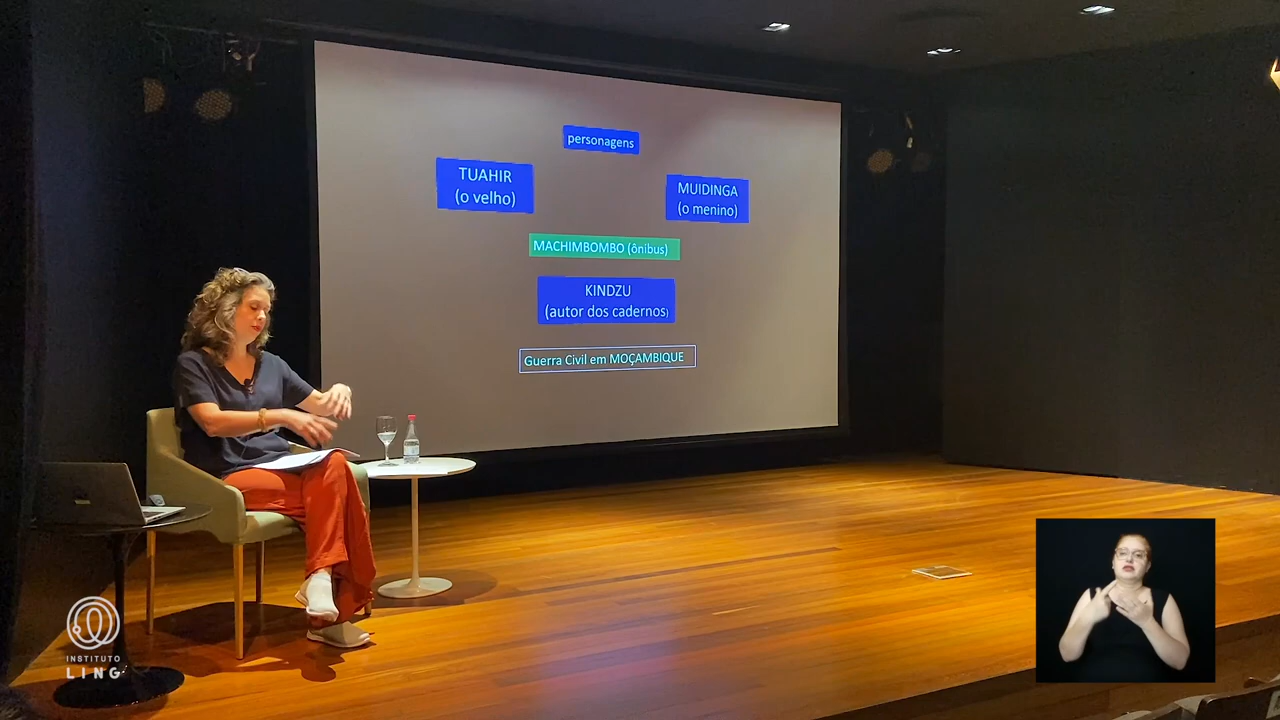 personagens
TUAHIR
(o velho)
MUIDINGA
(o menino)
MACHIMBOMBO (ônibus)
KINDZU
(autor dos cadernos)
Guerra Civil em MOÇAMBIQUE
INSTITUTO
LING